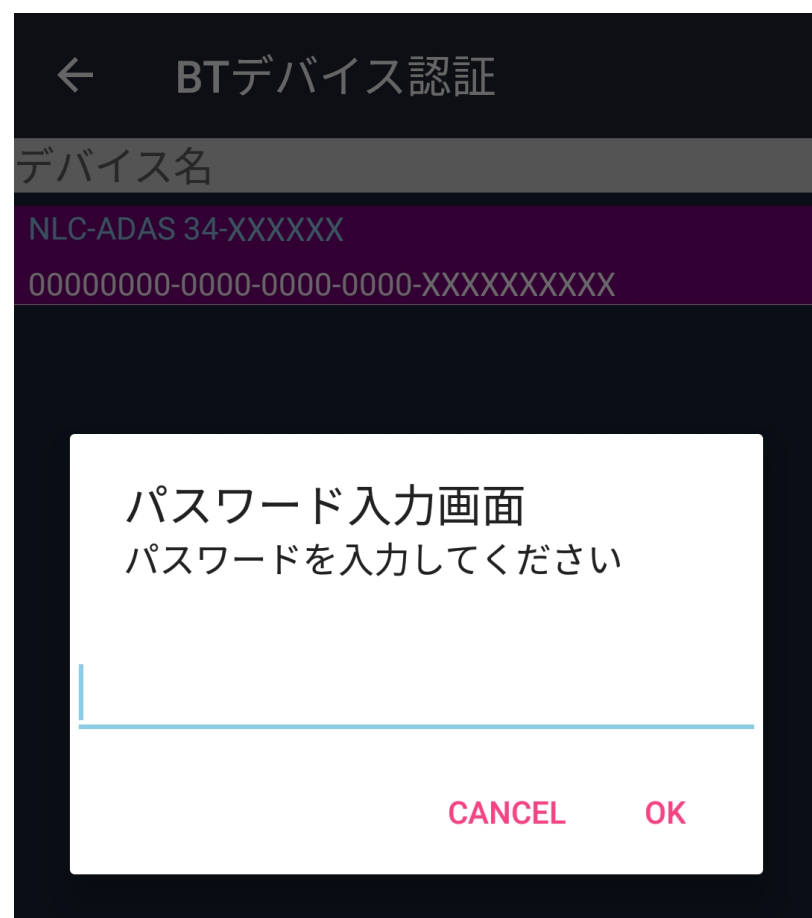 ← BTデバイス認証
デバイス名
NLC-ADAS 34-XXXXXX
00000000-0000-0000-0000-XXXXXXXXXX
パスワード入力画面
パスワードを入力してください
CANCEL OK